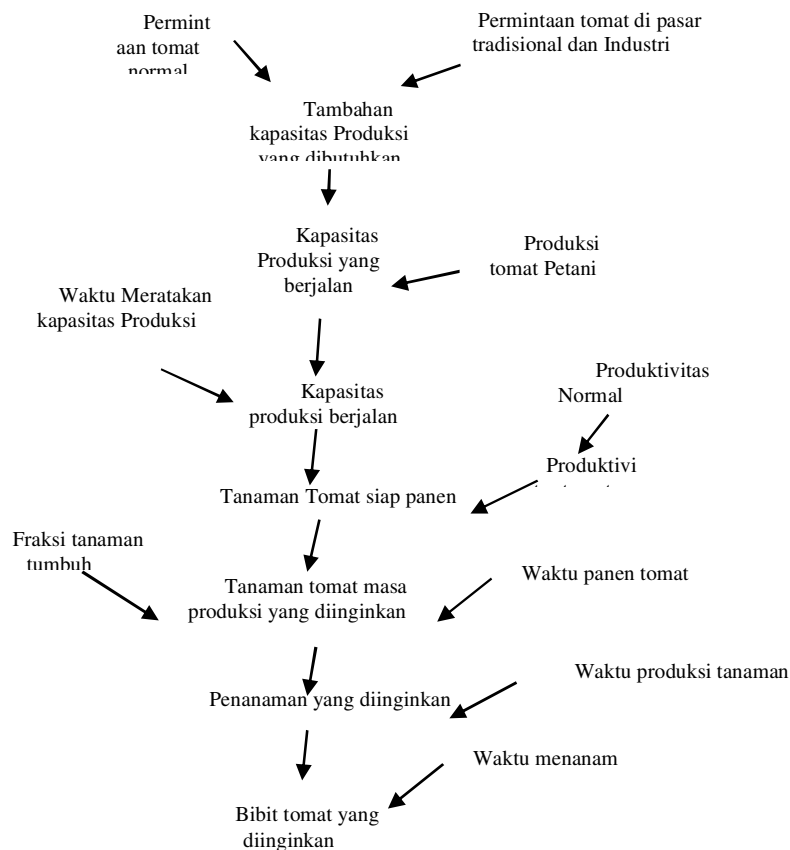 Permint
aan tomat
normal
Permintaan tomat di pasar
tradisional dan Industri
Tambahan
kapasitas Produksi
yang dibutuhkan
Kapasitas
Produksi yang
berjalan
Produksi
tomat Petani
Waktu Meratakan
kapasitas Produksi
Kapasitas
produksi berjalan
Produktivitas
Normal
Produktivi
Tanaman Tomat siap panen
Fraksi tanaman
tumbuh
Tanaman tomat masa
produksi yang diinginkan
Waktu panen tomat
Penanaman yang diinginkan
Waktu produksi tanaman
Waktu menanam
Bibit tomat yang
diinginkan